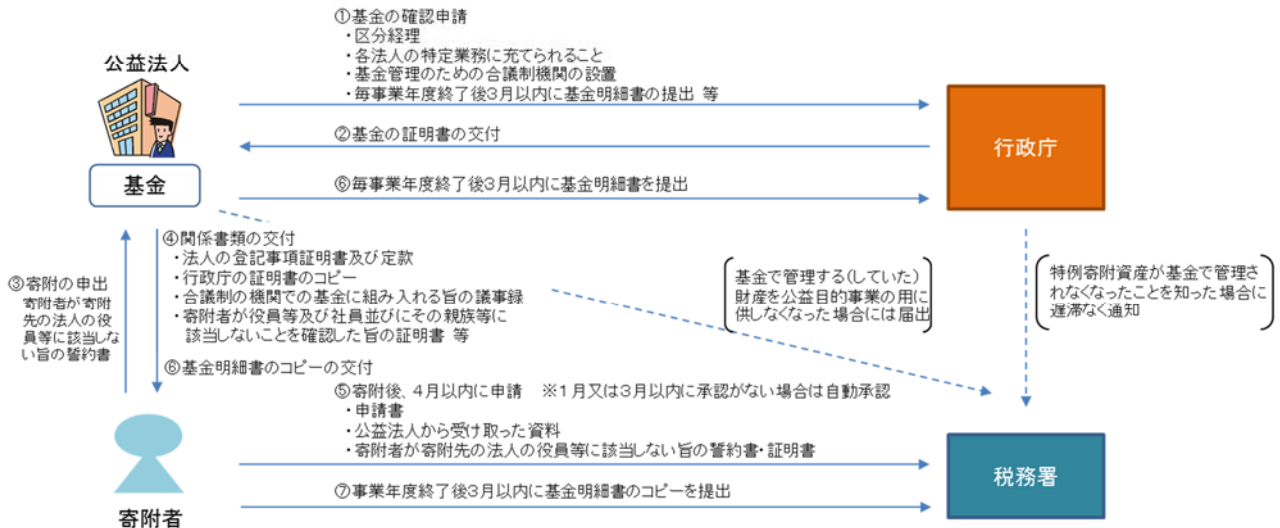 ①基金の確認申請
・区分経理
・各法人の特定業務に充てられること
・基金管理のための合議制機関の設置
・毎事業年度終了後3月以内に基金明細書の提出 等
公益法人
②基金の証明書の交付
行政庁
基金
⑥毎事業年度終了後3月以内に基金明細書を提出
④関係書類の交付
・法人の登記事項証明書及び定款
・行政庁の証明書のコピー
・合議制の機関での基金に組み入れる旨の議事録
・寄附者が役員等及び社員並びにその親族等に
該当しないことを確認した旨の証明書 等
③寄附の申出
寄附者が寄附
先の法人の役
員等に該当しな
い旨の誓約書
基金で管理する(していた)
財産を公益目的事業の用に
供しなくなった場合には届出
特例寄附資産が基金で管理さ
れなくなったことを知った場合に
遅滞なく通知
⑥基金明細書のコピーの交付
⑤寄附後、4月以内に申請 ※1月又は3月以内に承認がない場合は自動承認
・申請書
・公益法人から受け取った資料
・寄附者が寄附先の法人の役員等に該当しない旨の誓約書・証明書
税務署
⑦事業年度終了後3月以内に基金明細書のコピーを提出
寄附者